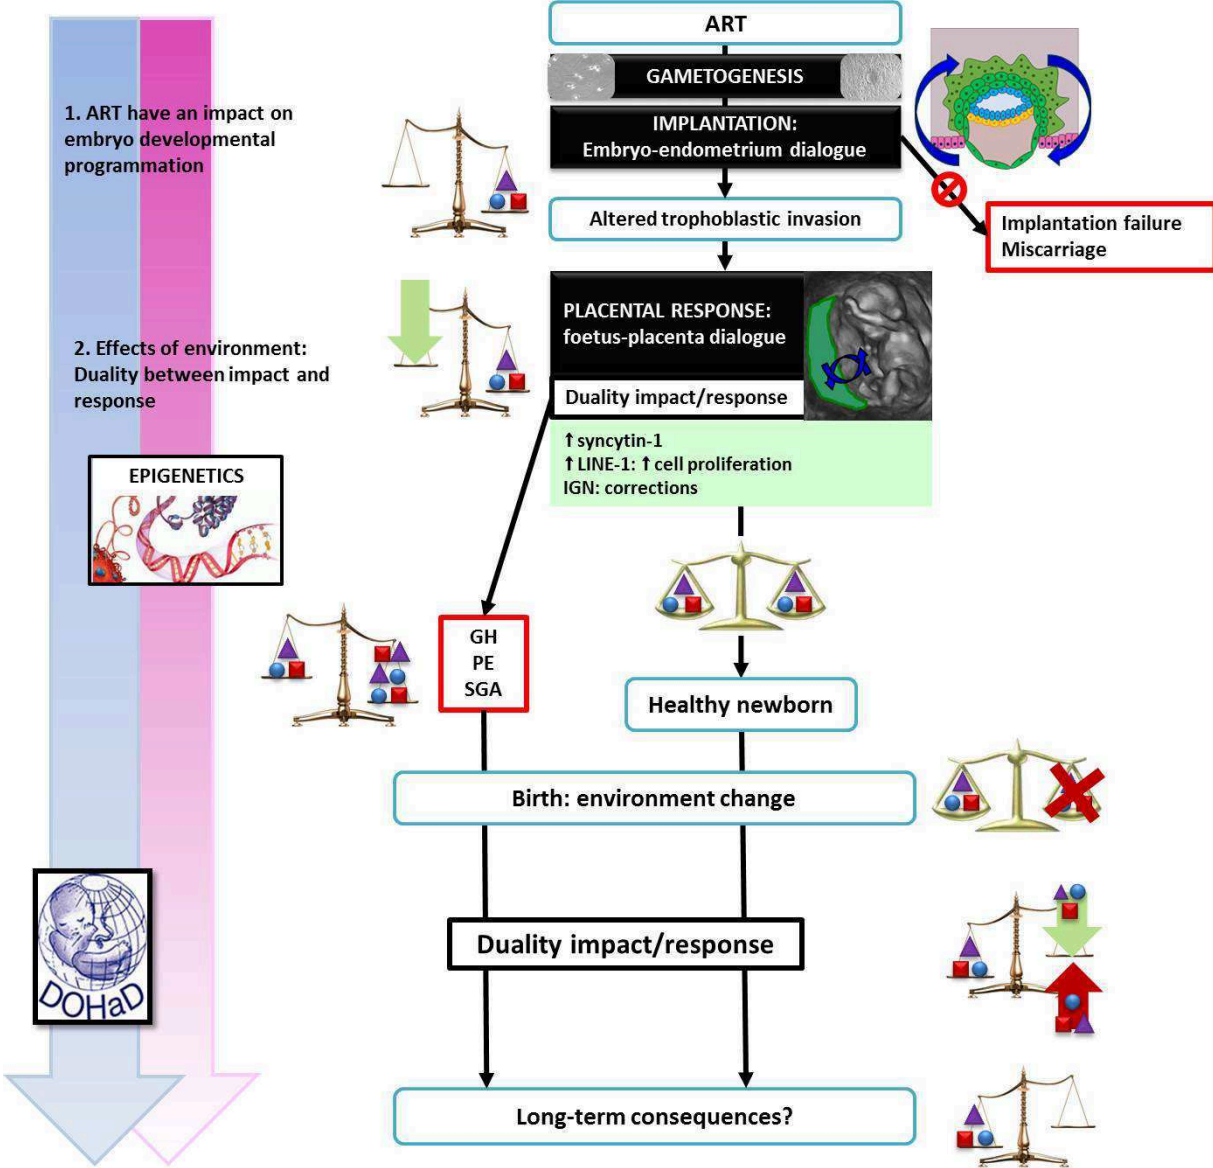 ART
GAMETOGENESIS
1. ART have an impact on
embryo developmental
programmation
IMPLANTATION:
Embryo-endometrium dialogue
Altered trophoblastic invasion
Implantation failure
Miscarriage
PLACENTAL RESPONSE:
foetus-placenta dialogue
2. Effects of environment:
Duality between impact and
response
Duality impact/response
↑ syncytin-1
↑ LINE-1: ↑ cell proliferation
IGN: corrections
EPIGENETICS
GH
PE
SGA
Healthy newborn
Birth: environment change
DOHaD
Duality impact/response
Long-term consequences?